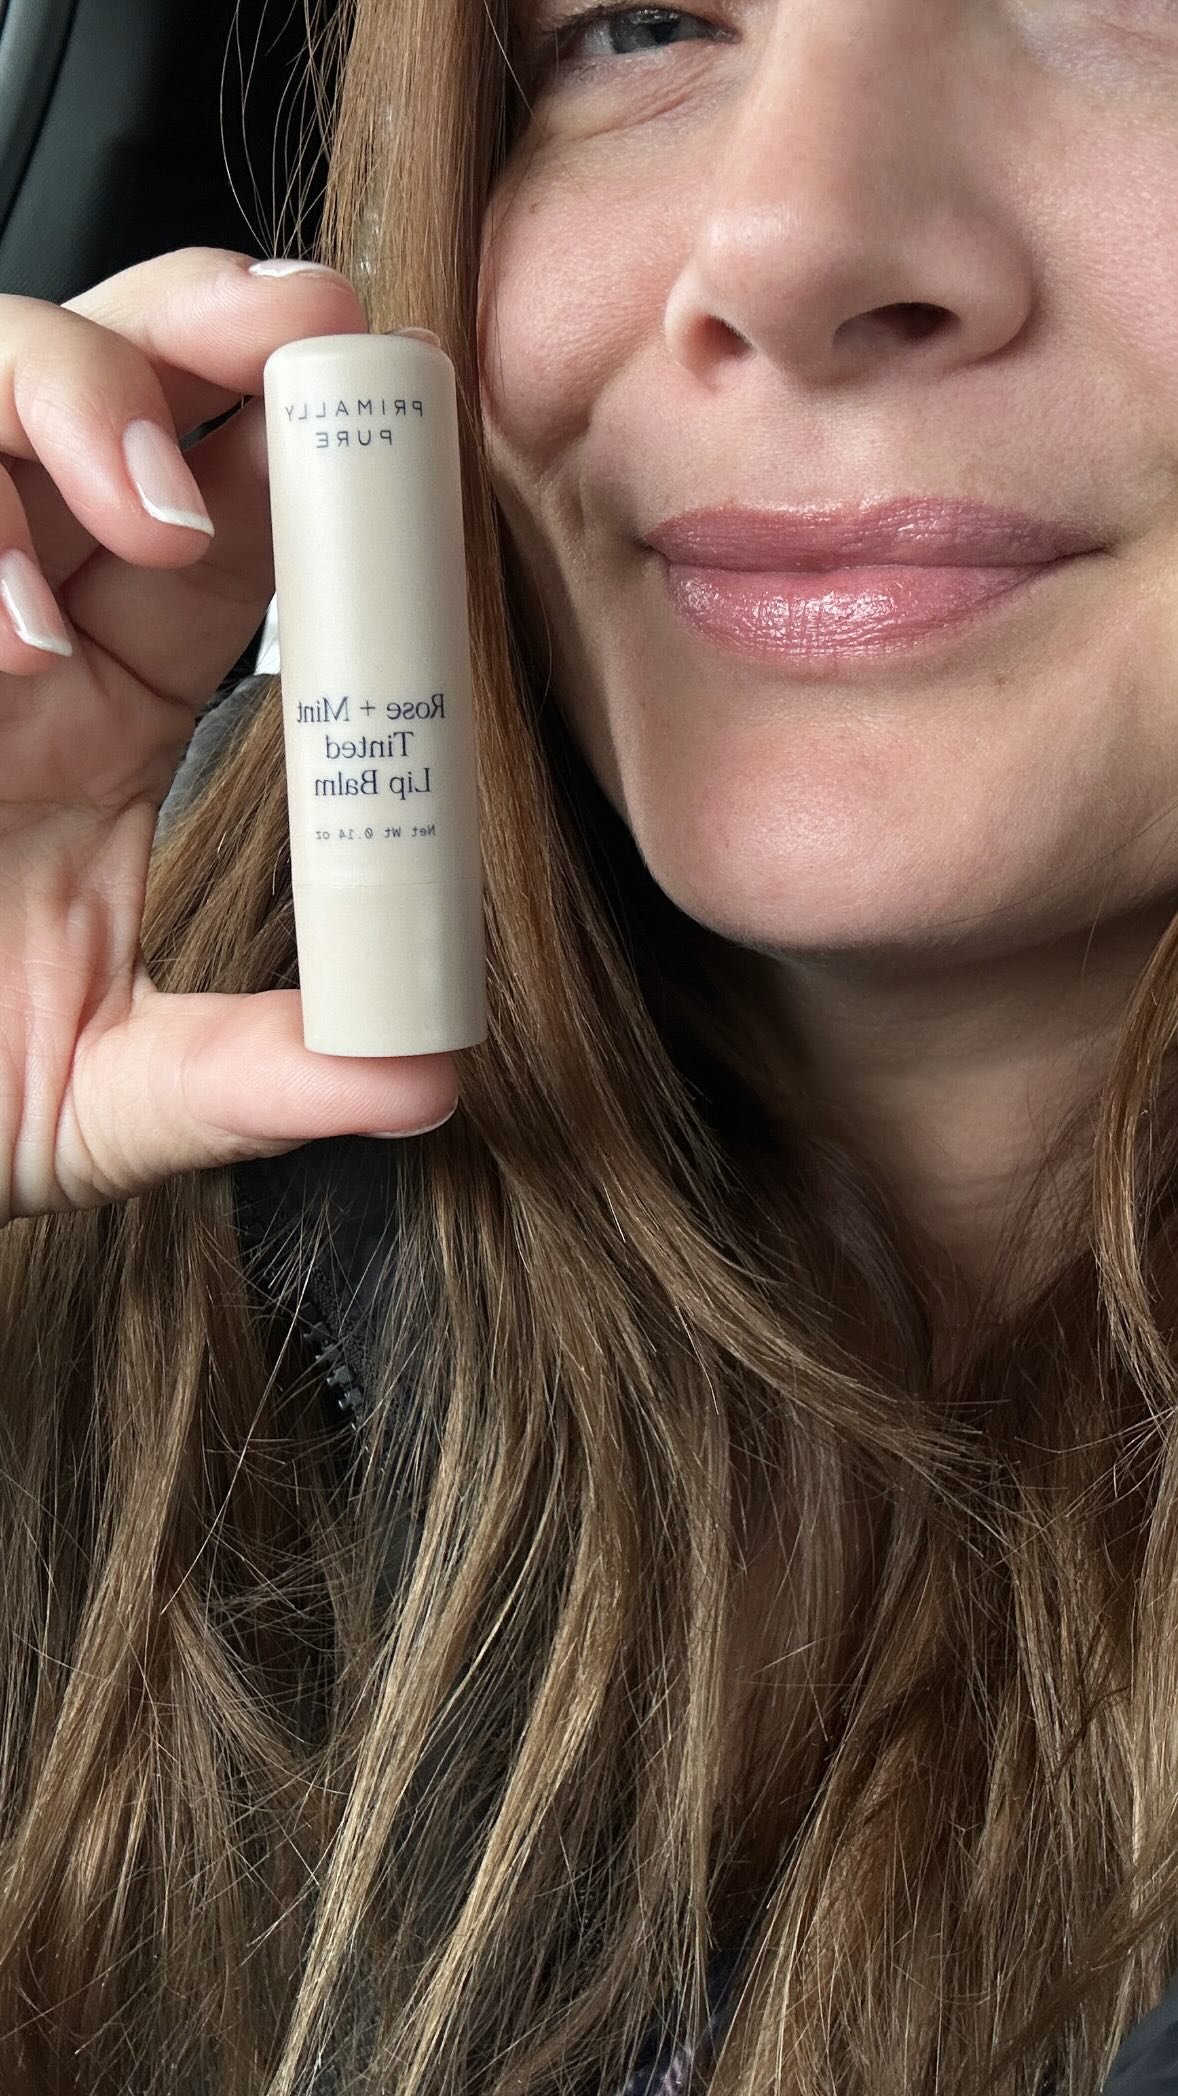 PRIMALLY
PURE
Rose + Mint
Tinted
Lip Balm
Net Wt 0.14 oz